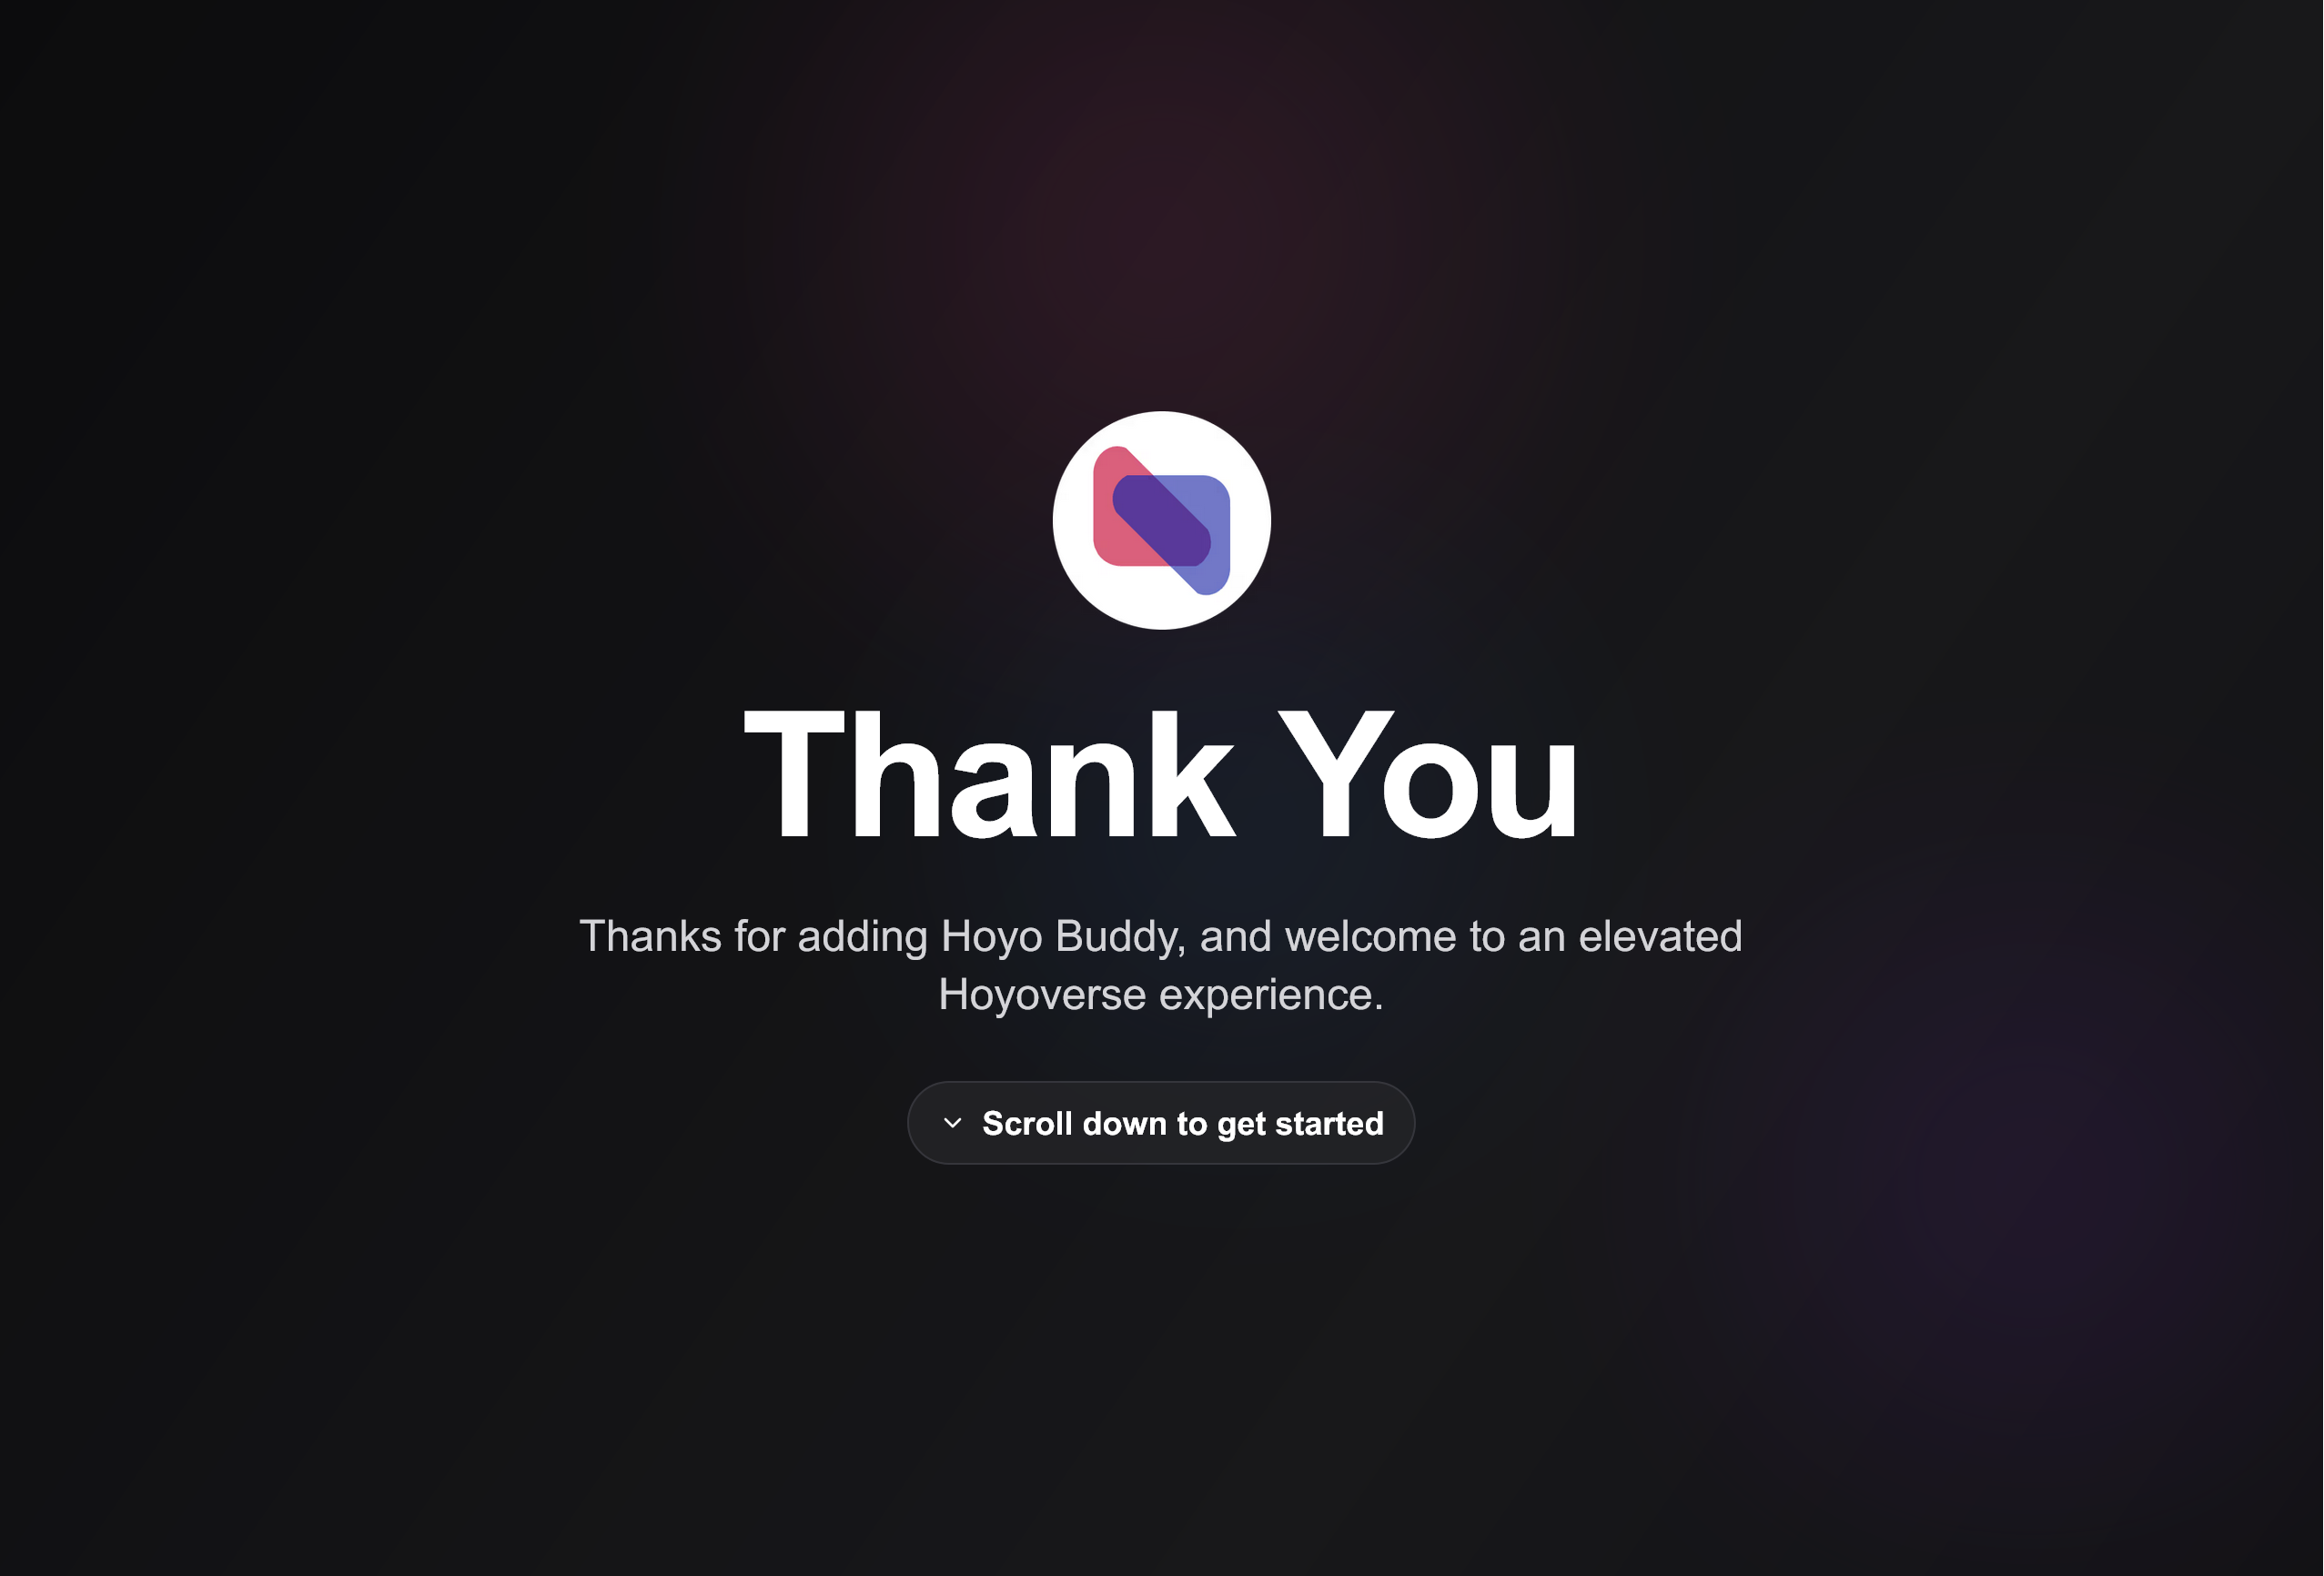 Thank You
Thanks for adding Hoyo Buddy, and welcome to an elevated
Hoyoverse experience.
Scroll down to get started